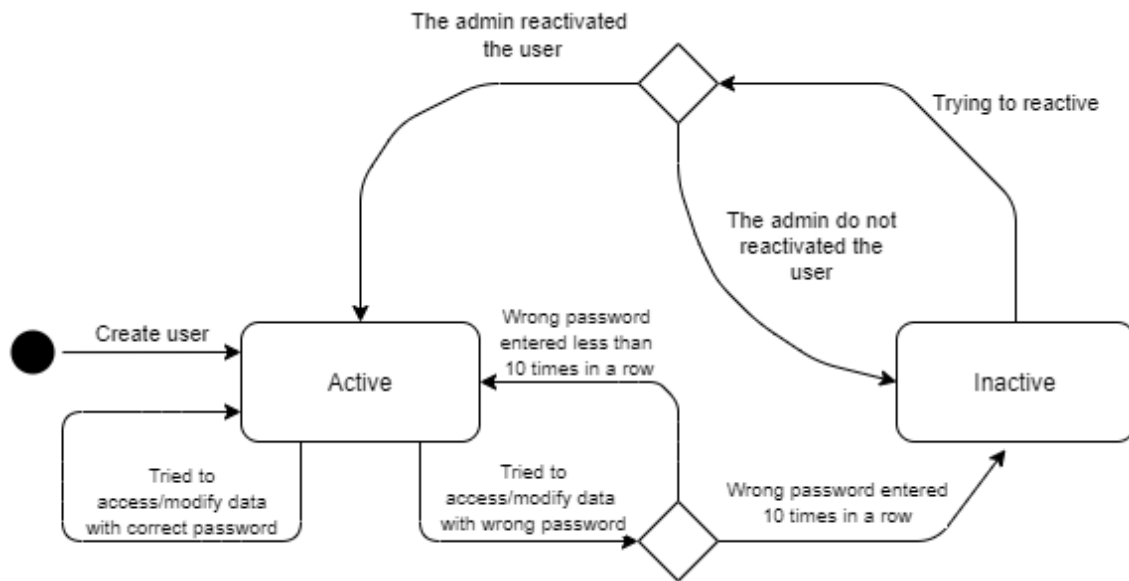 The admin reactivated
the user
Trying to reactive
The admin do not
reactivated the
user
Create user
Active
Wrong password
entered less than
10 times in a row
Inactive
Tried to
access/modify data
with correct password
Tried to
access/modify data
with wrong password
Wrong password entered
10 times in a row